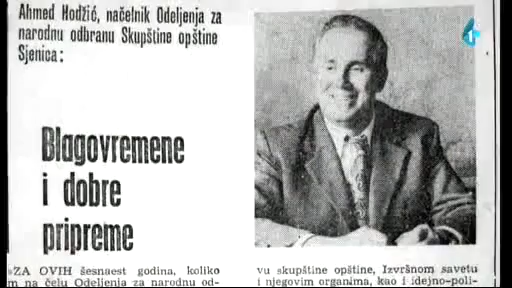 Ahmed Hodžić, načelnik Odeljenja za
narodnu odbranu Skupštine opštine
Sjenica:
Blagovremene
i dobre
pripreme
»ZA OVIH šesnaest godina, koliko
m na čelu Odeljenja za narodnu od-
vu skupštine opštine, Izvršnom savetu
i njegovim organima, kao i idejno-poli-
1